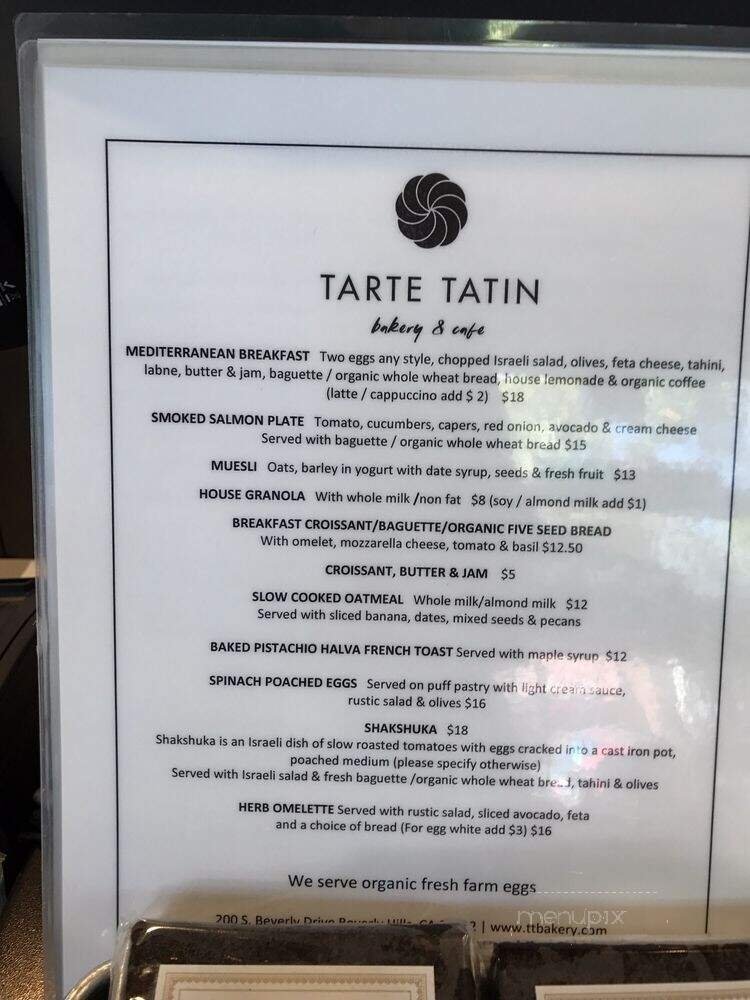 TARTE TATIN
bakery & cafe
MEDITERRANEAN BREAKFAST Two eggs any style, chopped Israeli salad, olives, feta cheese, tahini,
labne, butter & jam, baguette / organic whole wheat bread, house lemonade & organic coffee
(latte / cappuccino add $ 2) $18
SMOKED SALMON PLATE Tomato, cucumbers, capers, red onion, avocado & cream cheese
Served with baguette / organic whole wheat bread $15
MUESLI Oats, barley in yogurt with date syrup, seeds & fresh fruit $13
HOUSE GRANOLA With whole milk /non fat $8 (soy / almond milk add $1)
BREAKFAST CROISSANT/BAGUETTE/ORGANIC FIVE SEED BREAD
With omelet, mozzarella cheese, tomato & basil $12.50
CROISSANT, BUTTER & JAM $5
SLOW COOKED OATMEAL Whole milk/almond milk $12
Served with sliced banana, dates, mixed seeds & pecans
BAKED PISTACHIO HALVA FRENCH TOAST Served with maple syrup $12
SPINACH POACHED EGGS Served on puff pastry with light cream sauce,
rustic salad & olives $16
SHAKSHUKA $18
Shakshuka is an Israeli dish of slow roasted tomatoes with eggs cracked into a cast iron pot,
poached medium (please specify otherwise)
Served with Israeli salad & fresh baguette /organic whole wheat bread, tahini & olives
HERB OMELETTE Served with rustic salad, sliced avocado, feta
and a choice of bread (For egg white add $3) $16
We serve organic fresh farm eggs
menupix
200 S. Beverly Drive Beverly Hills, CA | www.ttbakery.com